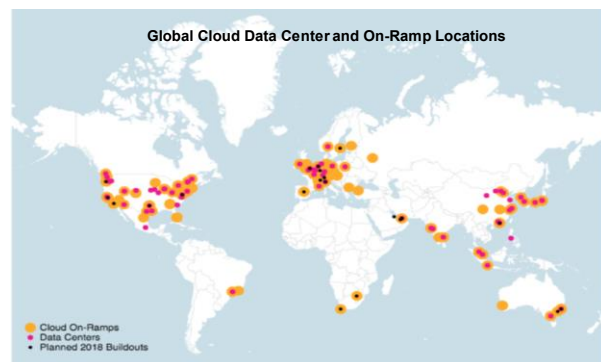 Global Cloud Data Center and On-Ramp Locations
Cloud On-Ramps
Data Centers
Planned 2018 Buildouts